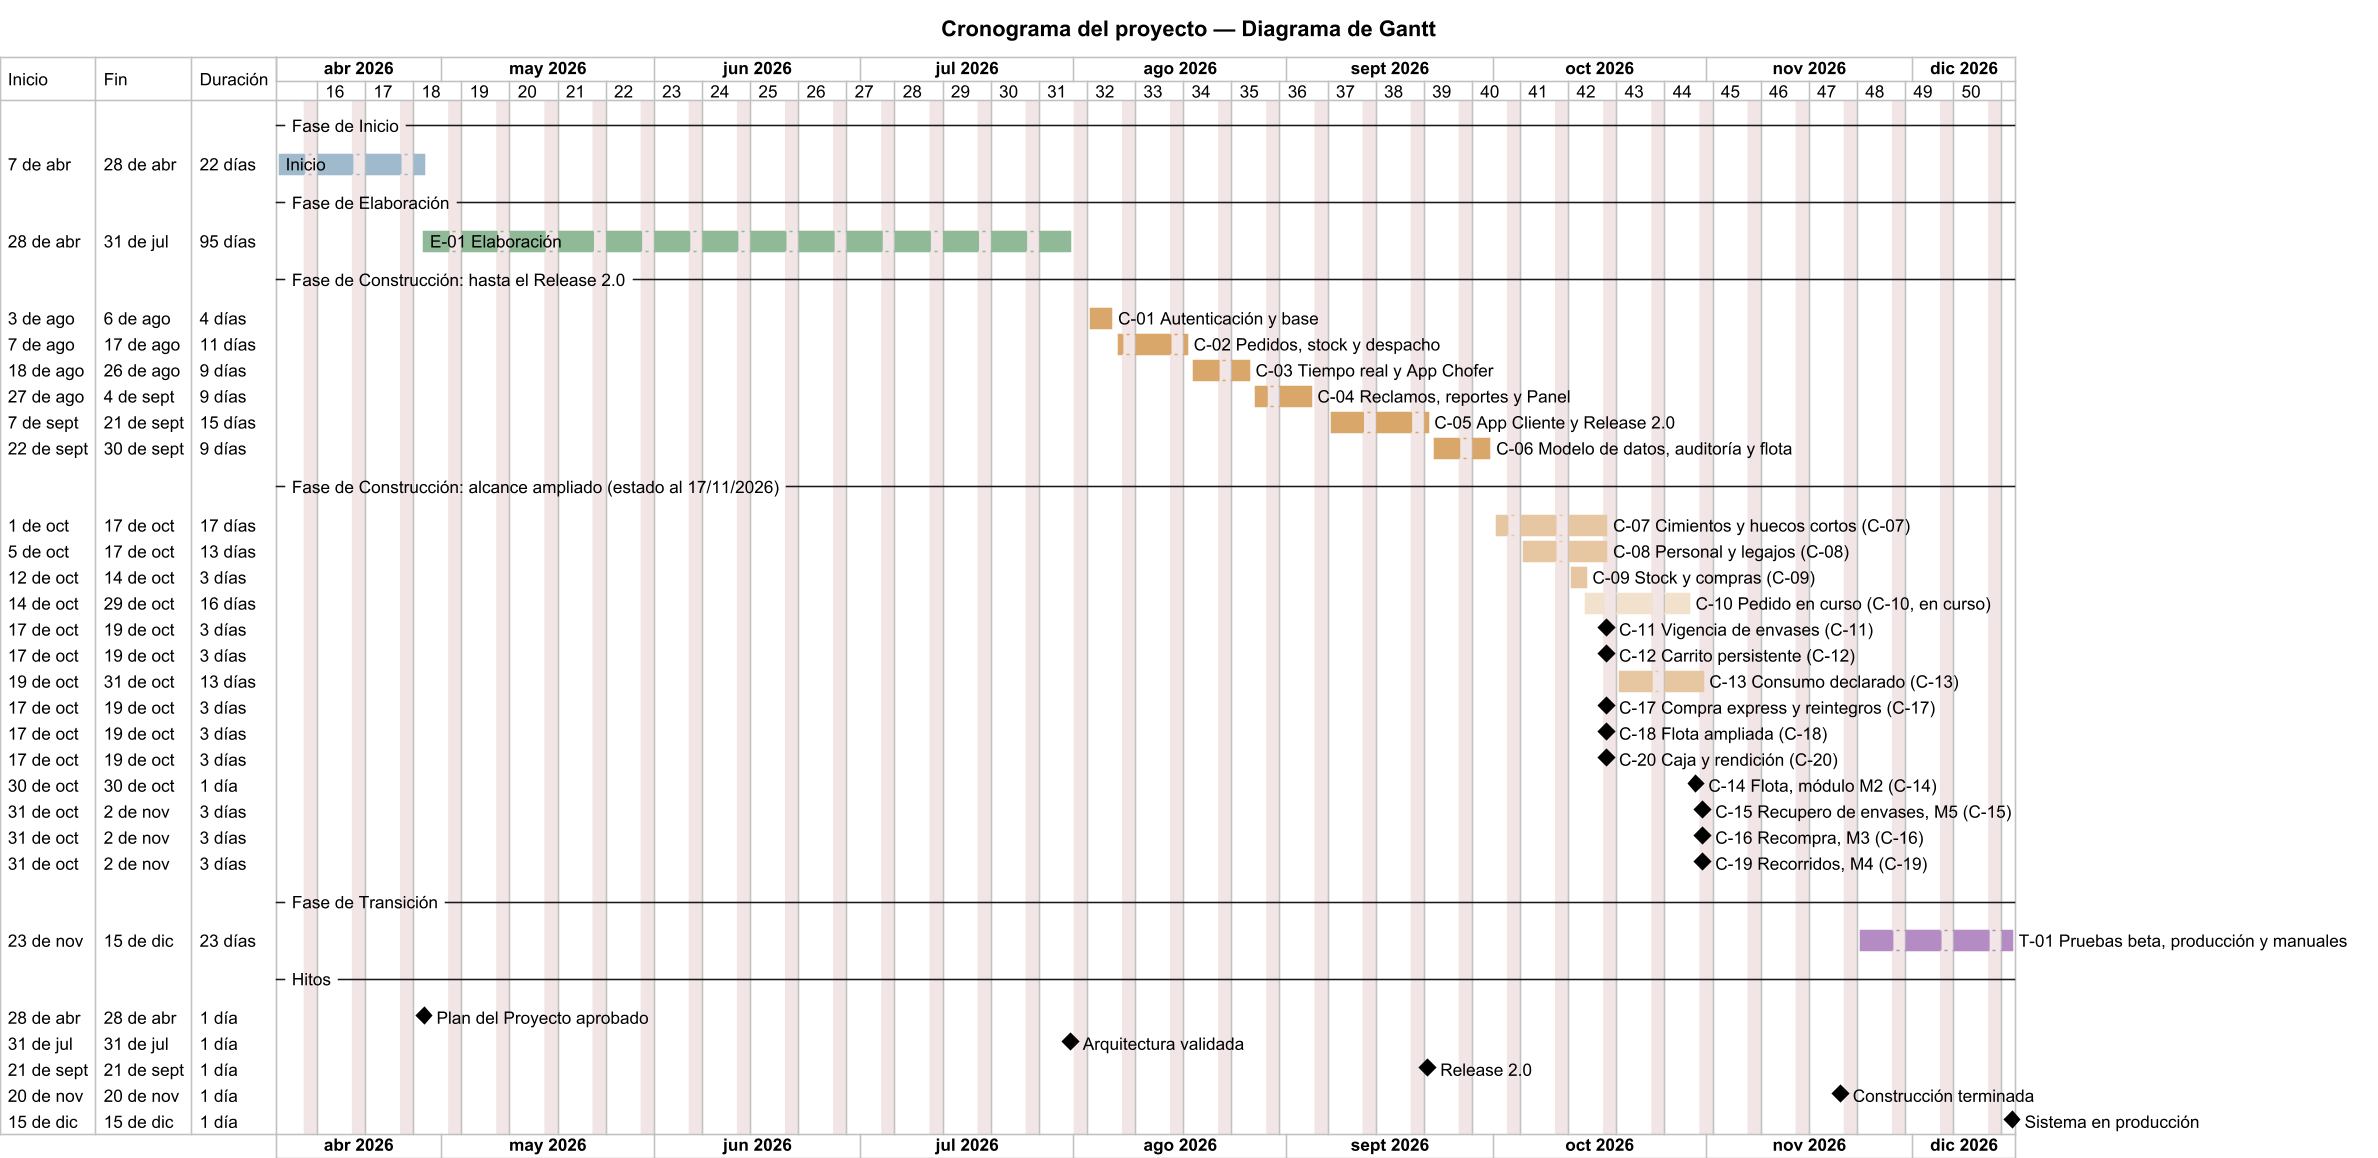 Cronograma del proyecto — Diagrama de Gantt
Inicio Fin Duración abr 2026 may 2026 jun 2026 jul 2026 ago 2026 sept 2026 oct 2026 nov 2026 dic 2026
16 17 18 19 20 21 22 23 24 25 26 27 28 29 30 31 32 33 34 35 36 37 38 39 40 41 42 43 44 45 46 47 48 49 50
Fase de Inicio
7 de abr 28 de abr 22 días Inicio
Fase de Elaboración
28 de abr 31 de jul 95 días E-01 Elaboración
Fase de Construcción: hasta el Release 2.0
3 de ago 6 de ago 4 días C-01 Autenticación y base
7 de ago 17 de ago 11 días C-02 Pedidos, stock y despacho
18 de ago 26 de ago 9 días C-03 Tiempo real y App Chofer
27 de ago 4 de sept 9 días C-04 Reclamos, reportes y Panel
7 de sept 21 de sept 15 días C-05 App Cliente y Release 2.0
22 de sept 30 de sept 9 días C-06 Modelo de datos, auditoría y flota
Fase de Construcción: alcance ampliado (estado al 17/11/2026)
1 de oct 17 de oct 17 días C-07 Cimientos y huecos cortos (C-07)
5 de oct 17 de oct 13 días C-08 Personal y legajos (C-08)
12 de oct 14 de oct 3 días C-09 Stock y compras (C-09)
14 de oct 29 de oct 16 días C-10 Pedido en curso (C-10, en curso)
17 de oct 19 de oct 3 días C-11 Vigencia de envases (C-11)
17 de oct 19 de oct 3 días C-12 Carrito persistente (C-12)
19 de oct 31 de oct 13 días C-13 Consumo declarado (C-13)
17 de oct 19 de oct 3 días C-17 Compra express y reintegros (C-17)
17 de oct 19 de oct 3 días C-18 Flota ampliada (C-18)
17 de oct 19 de oct 3 días C-20 Caja y rendición (C-20)
30 de oct 30 de oct 1 día C-14 Flota, módulo M2 (C-14)
31 de oct 2 de nov 3 días C-15 Recupero de envases, M5 (C-15)
31 de oct 2 de nov 3 días C-16 Recompra, M3 (C-16)
31 de oct 2 de nov 3 días C-19 Recorridos, M4 (C-19)
Fase de Transición
23 de nov 15 de dic 23 días T-01 Pruebas beta, producción y manuales
Hitos
28 de abr 28 de abr 1 día Plan del Proyecto aprobado
31 de jul 31 de jul 1 día Arquitectura validada
21 de sept 21 de sept 1 día Release 2.0
20 de nov 20 de nov 1 día Construcción terminada
15 de dic 15 de dic 1 día Sistema en producción
abr 2026 may 2026 jun 2026 jul 2026 ago 2026 sept 2026 oct 2026 nov 2026 dic 2026